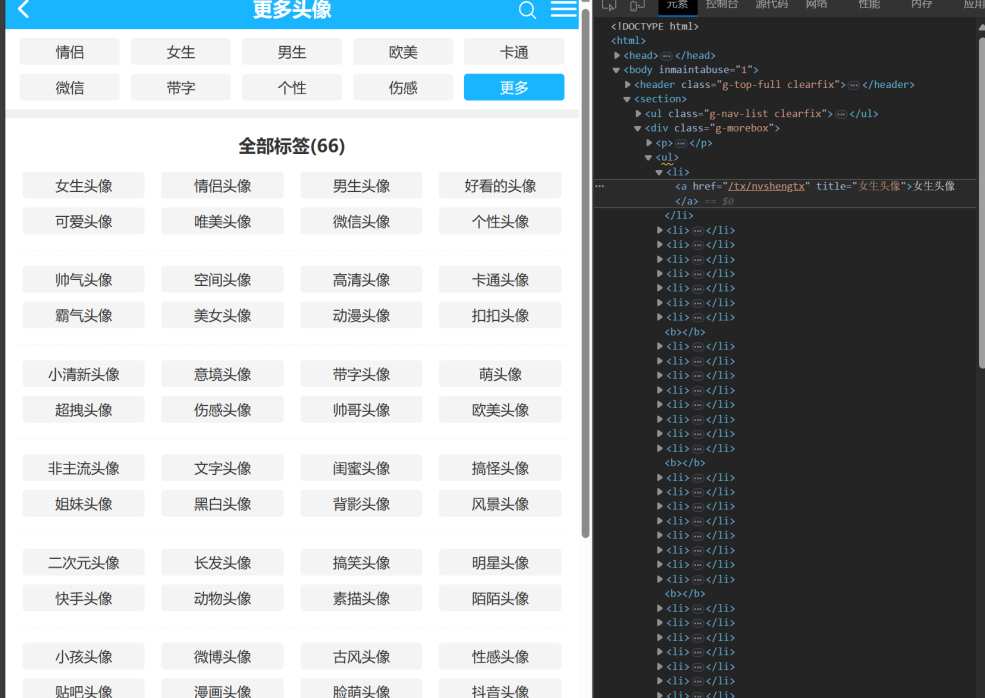 更多头像
情侣 女生 男生 欧美 卡通
微信 带字 个性 伤感 更多
全部标签(66)
女生头像 情侣头像 男生头像 好看的头像
可爱头像 唯美头像 微信头像 个性头像
帅气头像 空间头像 高清头像 卡通头像
霸气头像 美女头像 动漫头像 扣扣头像
小清新头像 意境头像 带字头像 萌头像
超拽头像 伤感头像 帅哥头像 欧美头像
非主流头像 文字头像 闺蜜头像 搞怪头像
姐妹头像 黑白头像 背影头像 风景头像
二次元头像 长发头像 搞笑头像 明星头像
快手头像 动物头像 素描头像 陌陌头像
小孩头像 微博头像 古风头像 性感头像
贴吧头像 漫画头像 脸萌头像 抖音头像
元素 控制台 源代码 网络 性能 内存 应用
<!DOCTYPE html>
<html>
<head>…</head>
<body inmaintabuse="1">
<header class="g-top-full clearfix">…</header>
<section>
<ul class="g-nav-list clearfix">…</ul>
<div class="g-morebox">
<p>…</p>
<ul>
<li>
<a href="/tx/nvshengtx" title="女生头像">女生头像
</a> == $0
</li>
<li>…</li>
<li>…</li>
<li>…</li>
<li>…</li>
<li>…</li>
<li>…</li>
<li>…</li>
<b></b>
<li>…</li>
<li>…</li>
<li>…</li>
<li>…</li>
<li>…</li>
<li>…</li>
<li>…</li>
<li>…</li>
<b></b>
<li>…</li>
<li>…</li>
<li>…</li>
<li>…</li>
<li>…</li>
<li>…</li>
<li>…</li>
<li>…</li>
<b></b>
<li>…</li>
<li>…</li>
<li>…</li>
<li>…</li>
<li>…</li>
<li>…</li>
<li>…</li>